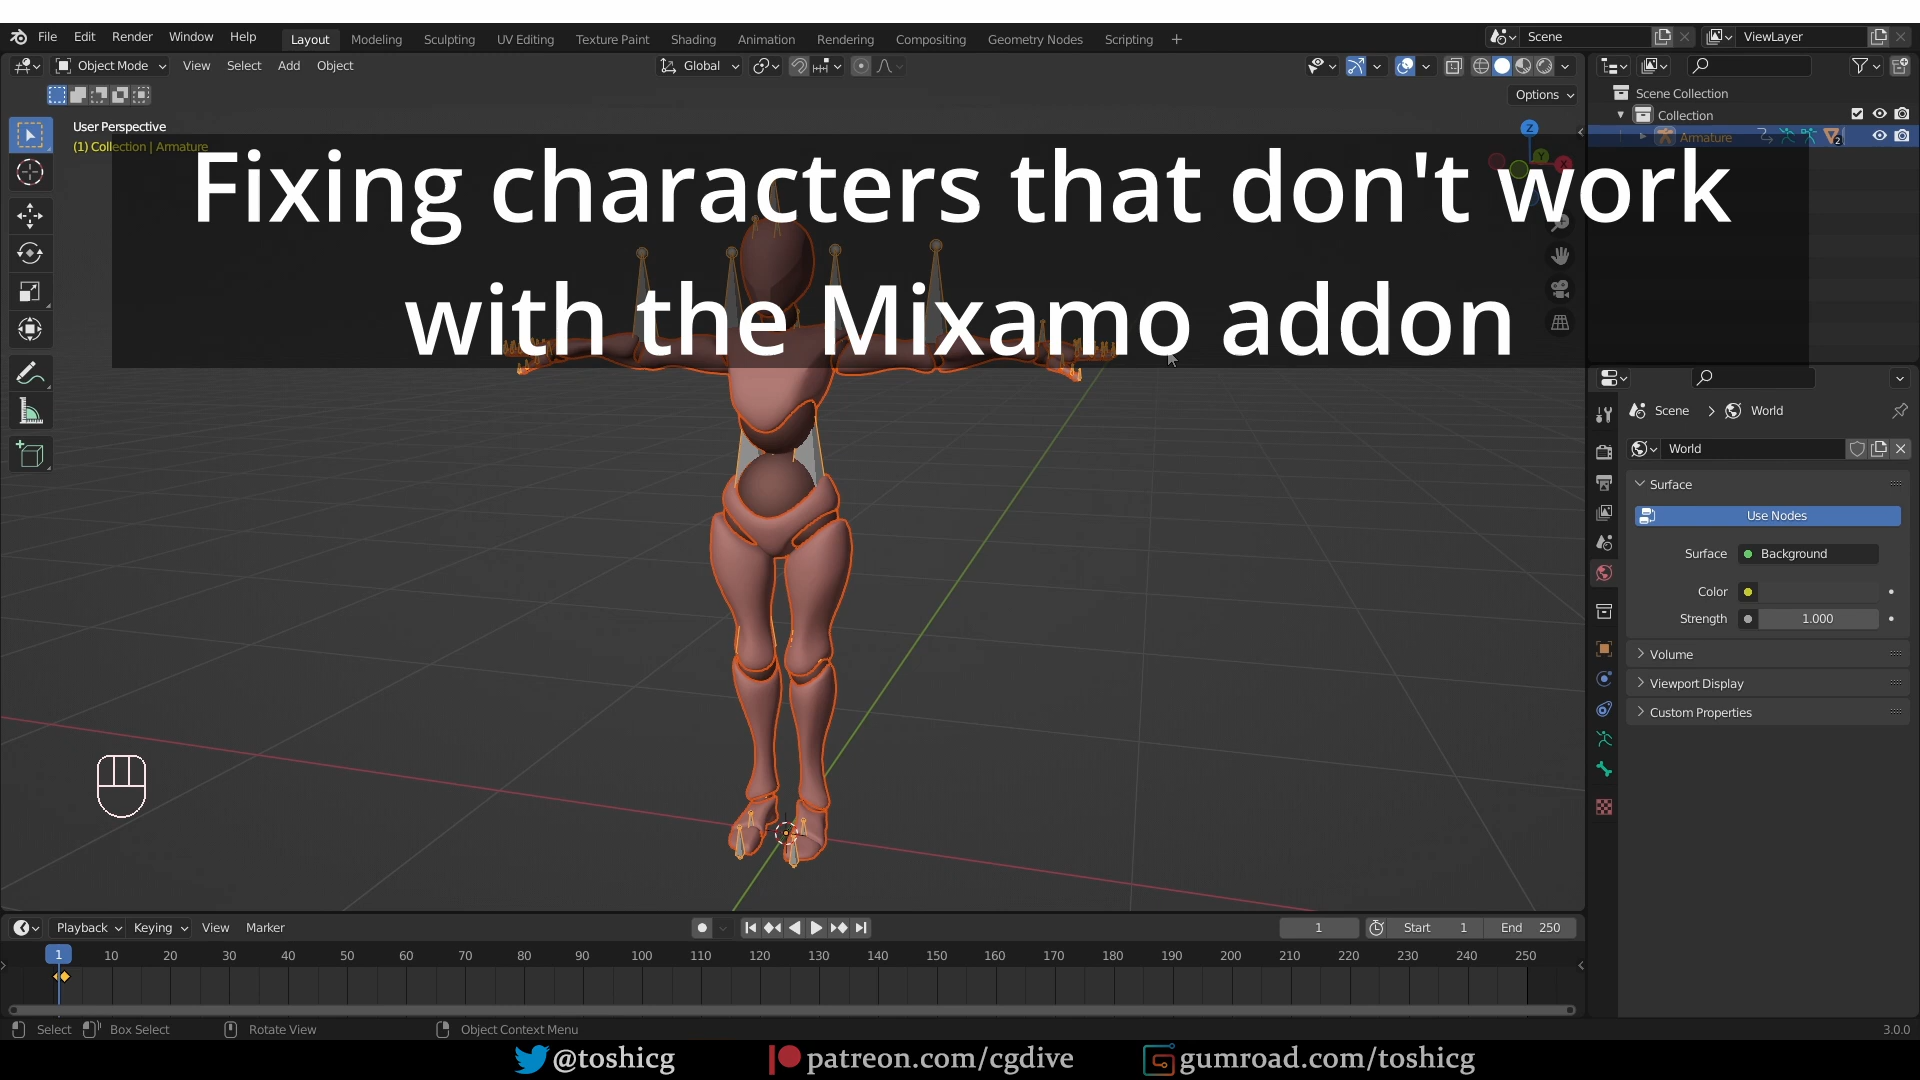 File Edit Render Window Help Layout Modeling Sculpting UV Editing Texture Paint Shading Animation Rendering Compositing Geometry Nodes Scripting + Scene ViewLayer
Object Mode View Select Add Object Global
Options
Scene Collection
Collection
Armature
User Perspective
(1) Collection | Armature
Z
Y
X
2
Fixing characters that don't work
with the Mixamo addon
Scene > World
World
Surface
Use Nodes
Surface Background
Color
Strength 1.000
Volume
Viewport Display
Custom Properties
Playback Keying View Marker 1 Start 1 End 250
1 10 20 30 40 50 60 70 80 90 100 110 120 130 140 150 160 170 180 190 200 210 220 230 240 250
Select Box Select Rotate View Object Context Menu 3.0.0
@toshicg patreon.com/cgdive gumroad.com/toshicg